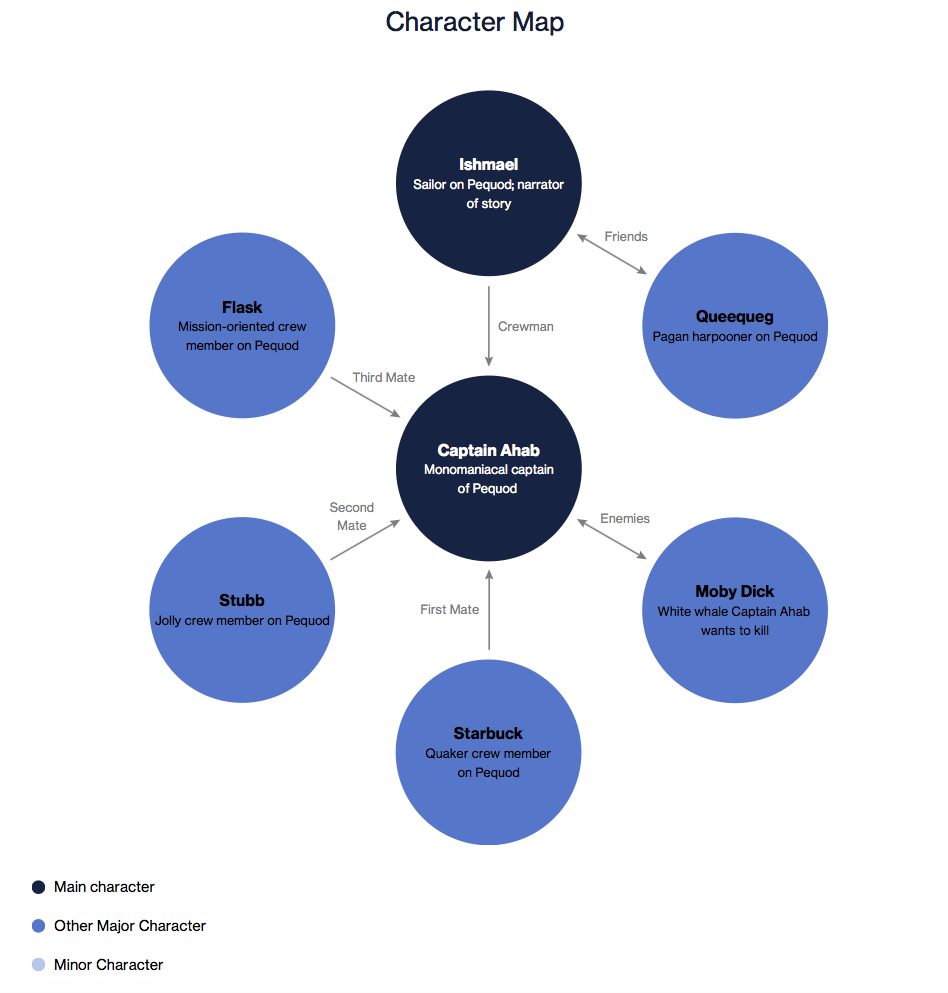 Character Map
Ishmael
Sailor on Pequod; narrator
of story
Friends
Flask
Mission-oriented crew
member on Pequod
Queequeg
Pagan harpooner on Pequod
Crewman
Third Mate
Captain Ahab
Monomaniacal captain
of Pequod
Second
Mate
Enemies
Stubb
Jolly crew member on Pequod
First Mate
Moby Dick
White whale Captain Ahab
wants to kill
Starbuck
Quaker crew member
on Pequod
Main character
Other Major Character
Minor Character